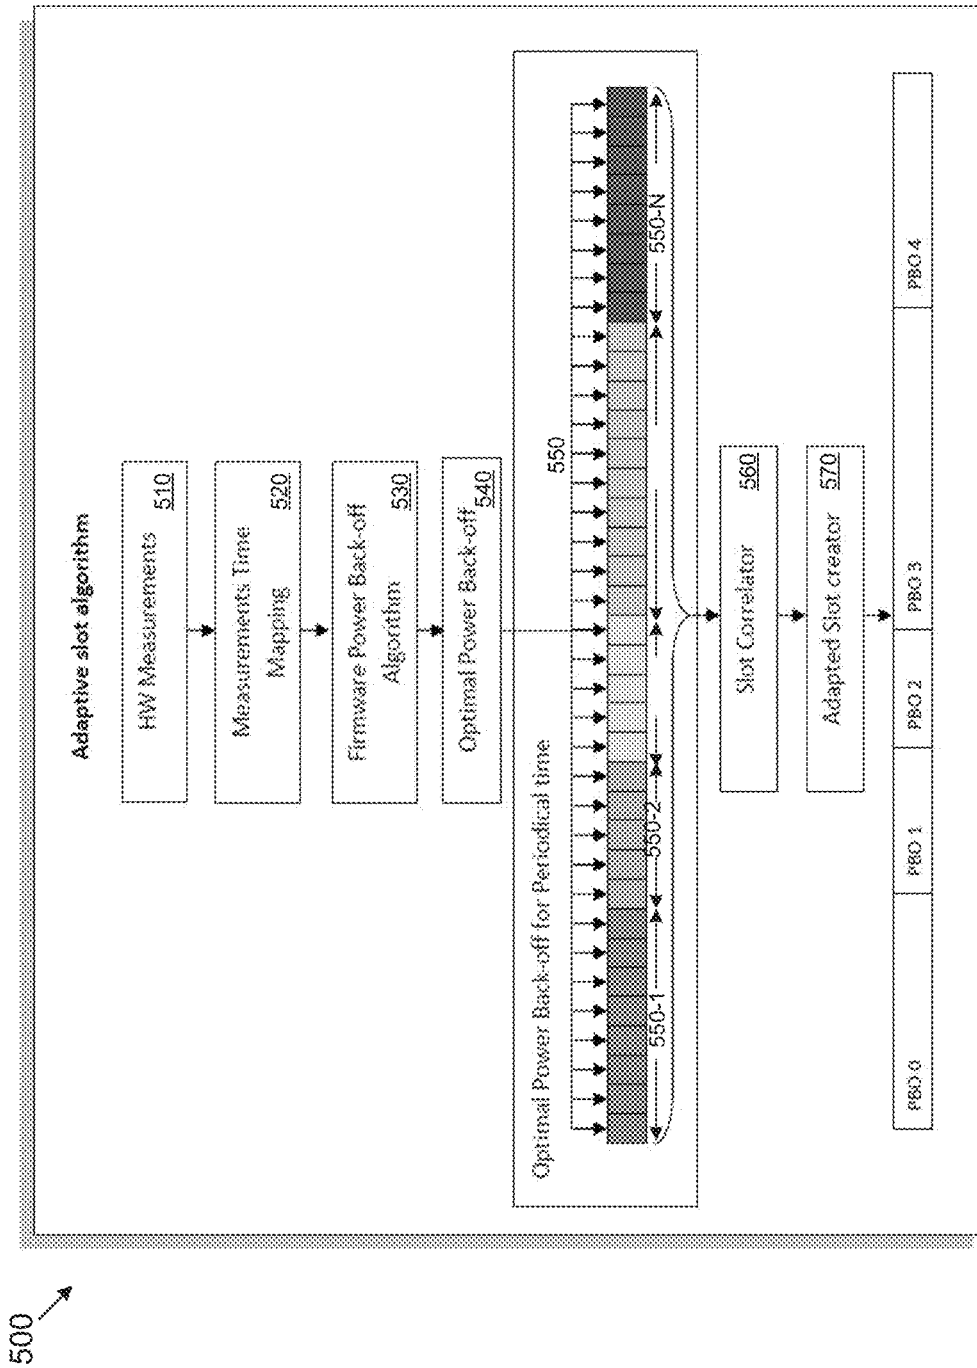 500
Adaptive slot algorithm
HW Measurements
510
Measurements Time
Mapping
520
Firmware Power Back-off
Algorithm
530
Optimal Power Back-off
540
Optimal Power Back-off for Periodical time
550
550-1
550-2
550-N
Slot Correlator
560
Adapted Slot creator
570
PBO 0
PBO 1
PBO 2
PBO 3
PBO 4